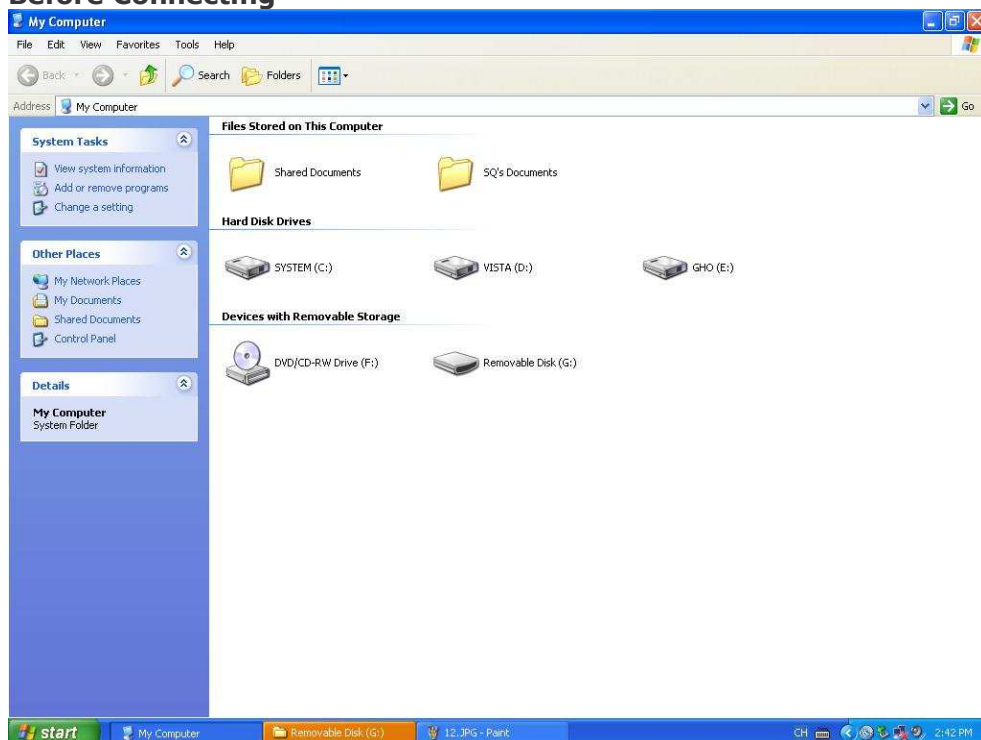 Before Connecting
My Computer
File Edit View Favorites Tools Help
Back Search Folders
Address My Computer Go
System Tasks
View system information
Add or remove programs
Change a setting
Other Places
My Network Places
My Documents
Shared Documents
Control Panel
Details
My Computer
System Folder
Files Stored on This Computer
Shared Documents SQ's Documents
Hard Disk Drives
SYSTEM (C:) VISTA (D:) GHO (E:)
Devices with Removable Storage
DVD/CD-RW Drive (F:) Removable Disk (G:)
start My Computer Removable Disk (G:) 12.JPG - Paint CH 2:42 PM